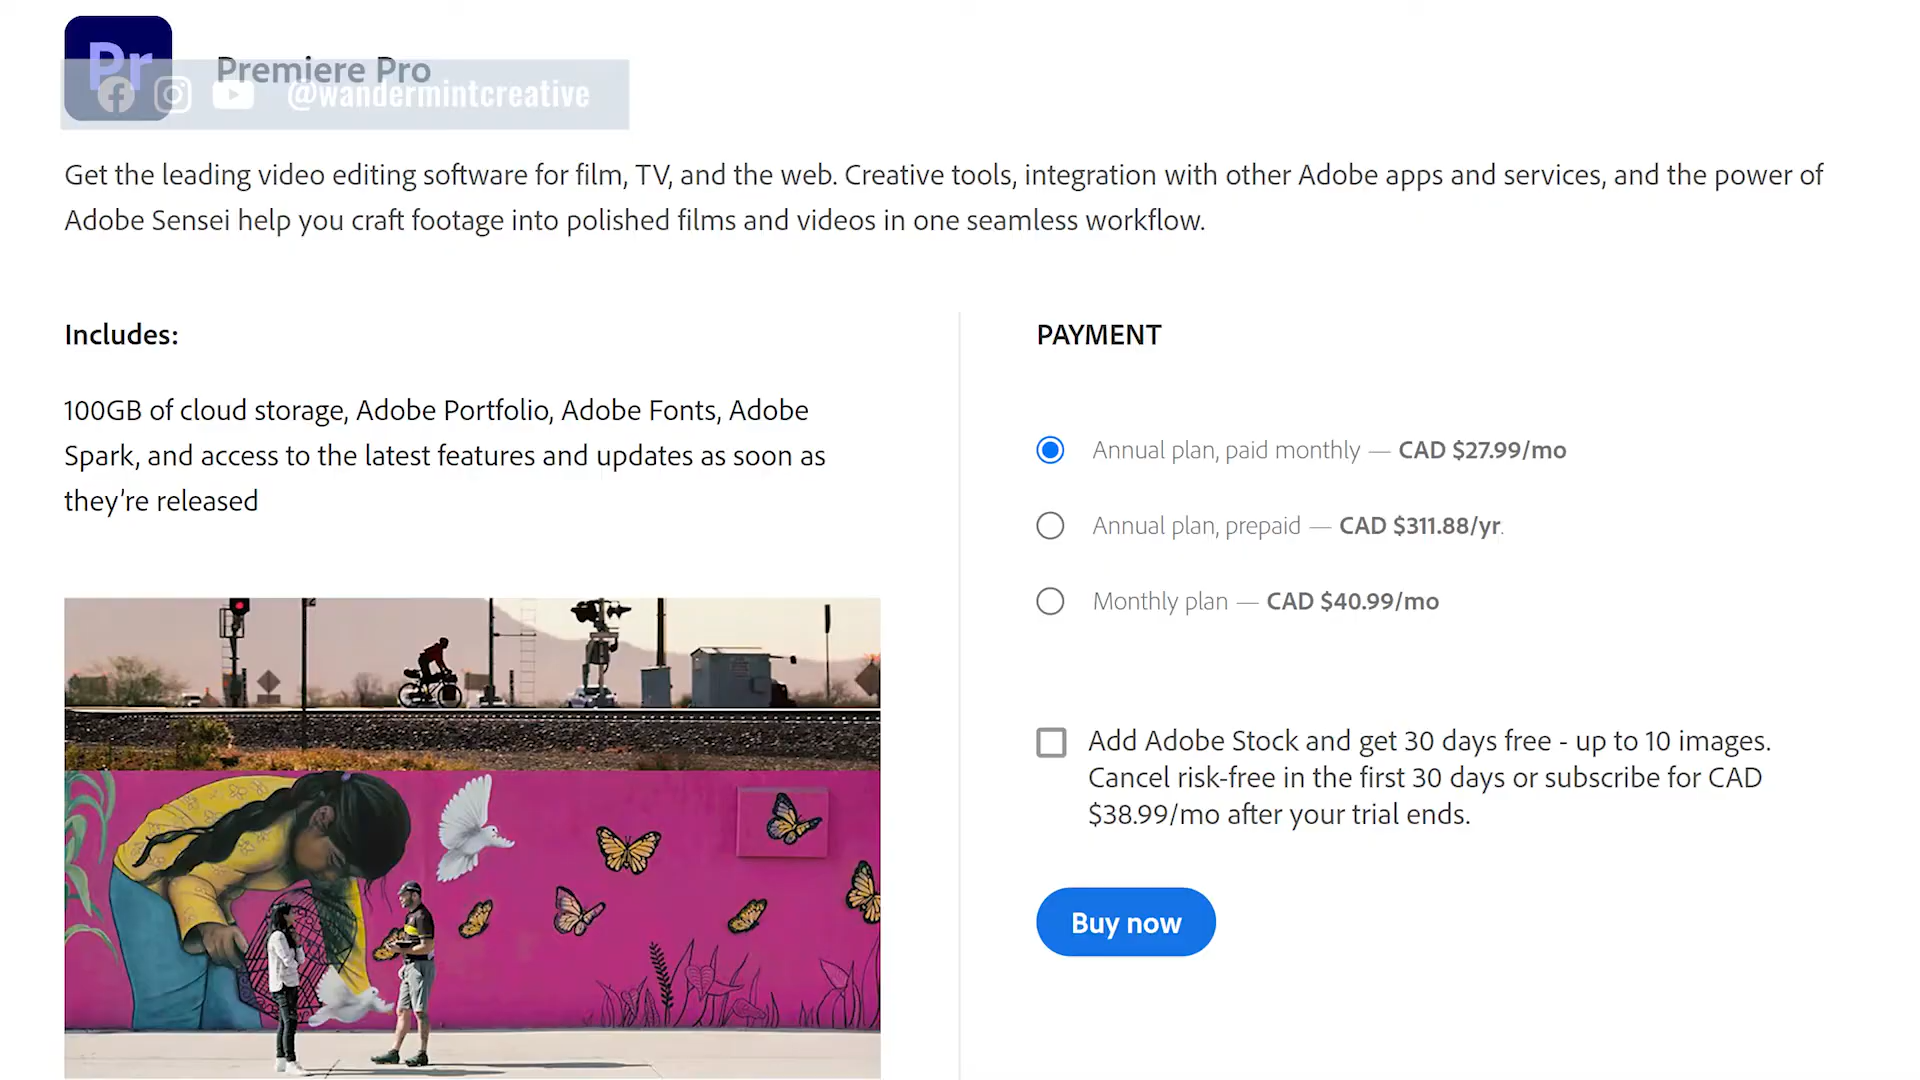 Pr
Premiere Pro
@wandermintcreative
Get the leading video editing software for film, TV, and the web. Creative tools, integration with other Adobe apps and services, and the power of
Adobe Sensei help you craft footage into polished films and videos in one seamless workflow.
Includes:
100GB of cloud storage, Adobe Portfolio, Adobe Fonts, Adobe
Spark, and access to the latest features and updates as soon as
they’re released
PAYMENT
Annual plan, paid monthly — CAD $27.99/mo
Annual plan, prepaid — CAD $311.88/yr.
Monthly plan — CAD $40.99/mo
Add Adobe Stock and get 30 days free - up to 10 images.
Cancel risk-free in the first 30 days or subscribe for CAD
$38.99/mo after your trial ends.
Buy now